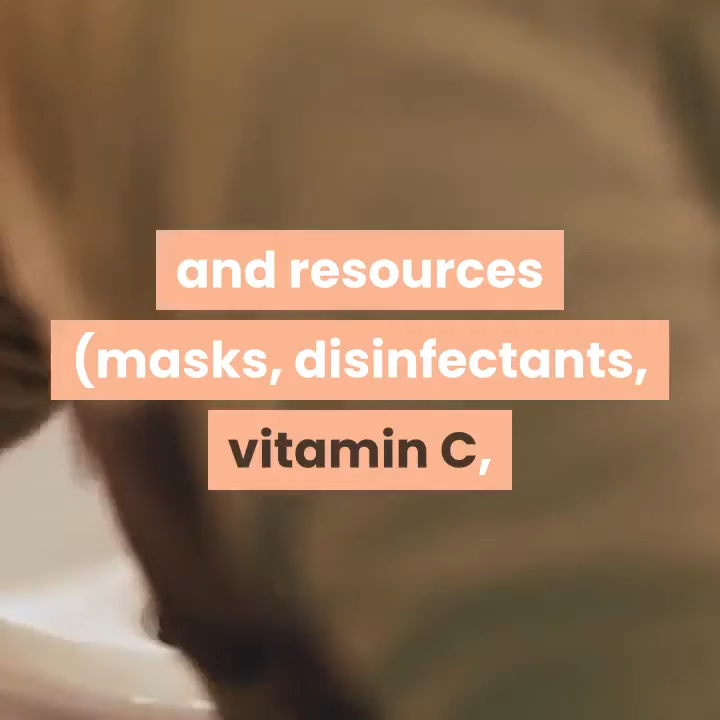 and resources
(masks, disinfectants,
vitamin C,